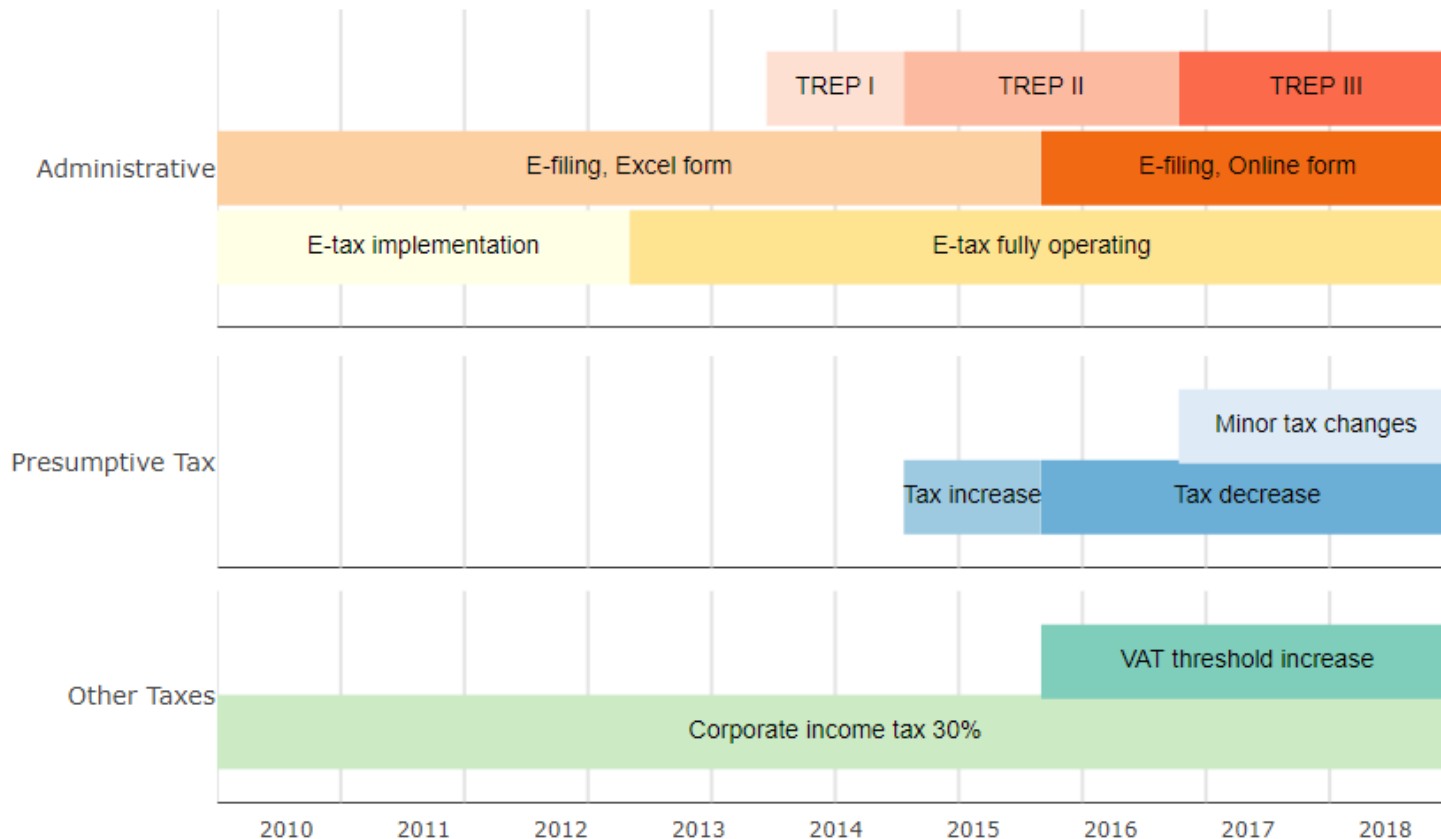 TREP I
TREP II
TREP III
Administrative
E-filing, Excel form
E-filing, Online form
E-tax implementation
E-tax fully operating
Presumptive Tax
Minor tax changes
Tax increase
Tax decrease
Other Taxes
VAT threshold increase
Corporate income tax 30%
2010 2011 2012 2013 2014 2015 2016 2017 2018